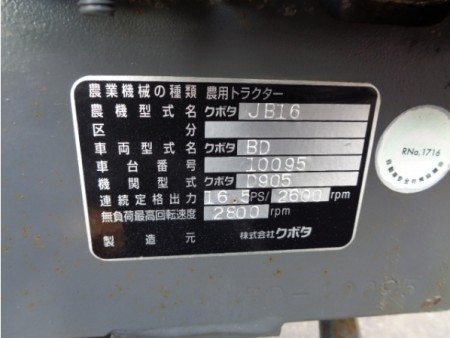 農業機械の種類 農用トラクター
農機型式名 クボタ JB16
区分
車両型式名 クボタ BD
車台番号 10095
機関型式 クボタ D905
連続定格出力 16.5PS/2600rpm
無負荷最高回転速度 2800rpm
製造元 株式会社クボタ
RNo.1716